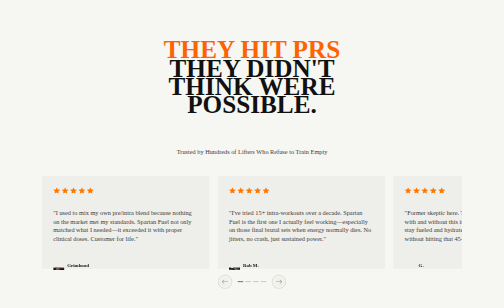 THEY HIT PRS
THEY DIDN'T
THINK WERE
POSSIBLE.
Trusted by Hundreds of Lifters Who Refuse to Train Empty
"I used to mix my own pre/intra blend because nothing
on the market met my standards. Spartan Fuel not only
matched what I needed—it exceeded it with proper
clinical doses. Customer for life."
"I've tried 15+ intra-workouts over a decade. Spartan
Fuel is the first one I actually feel working—especially
on those final brutal sets when energy normally dies. No
jitters, no crash, just sustained power."
"Former skeptic here.
with and without this i
stay fueled and hydrate
without hitting that 45-
Rob M.
G.